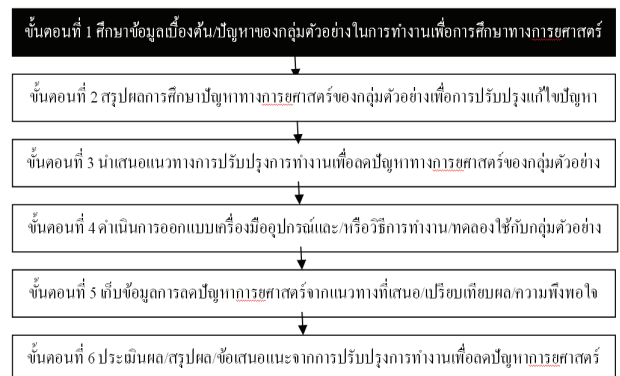 ขั้นตอนที่ 1 ศึกษาข้อมูลเบื้องต้น/ปัญหาของกลุ่มตัวอย่างในการทำงานเพื่อการศึกษาทางการยศาสตร์
ขั้นตอนที่ 2 สรุปผลการศึกษาปัญหาทางการยศาสตร์ของกลุ่มตัวอย่างเพื่อการปรับปรุงแก้ไขปัญหา
ขั้นตอนที่ 3 นำเสนอแนวทางการปรับปรุงการทำงานเพื่อลดปัญหาทางการยศาสตร์ของกลุ่มตัวอย่าง
ขั้นตอนที่ 4 ดำเนินการออกแบบเครื่องมืออุปกรณ์และ/หรือวิธีการทำงาน/ทดลองใช้กับกลุ่มตัวอย่าง
ขั้นตอนที่ 5 เก็บข้อมูลการลดปัญหาการยศาสตร์จากแนวทางที่เสนอ/เปรียบเทียบผล/ความพึงพอใจ
ขั้นตอนที่ 6 ประเมินผล/สรุปผล/ข้อเสนอแนะจากการปรับปรุงการทำงานเพื่อลดปัญหาการยศาสตร์